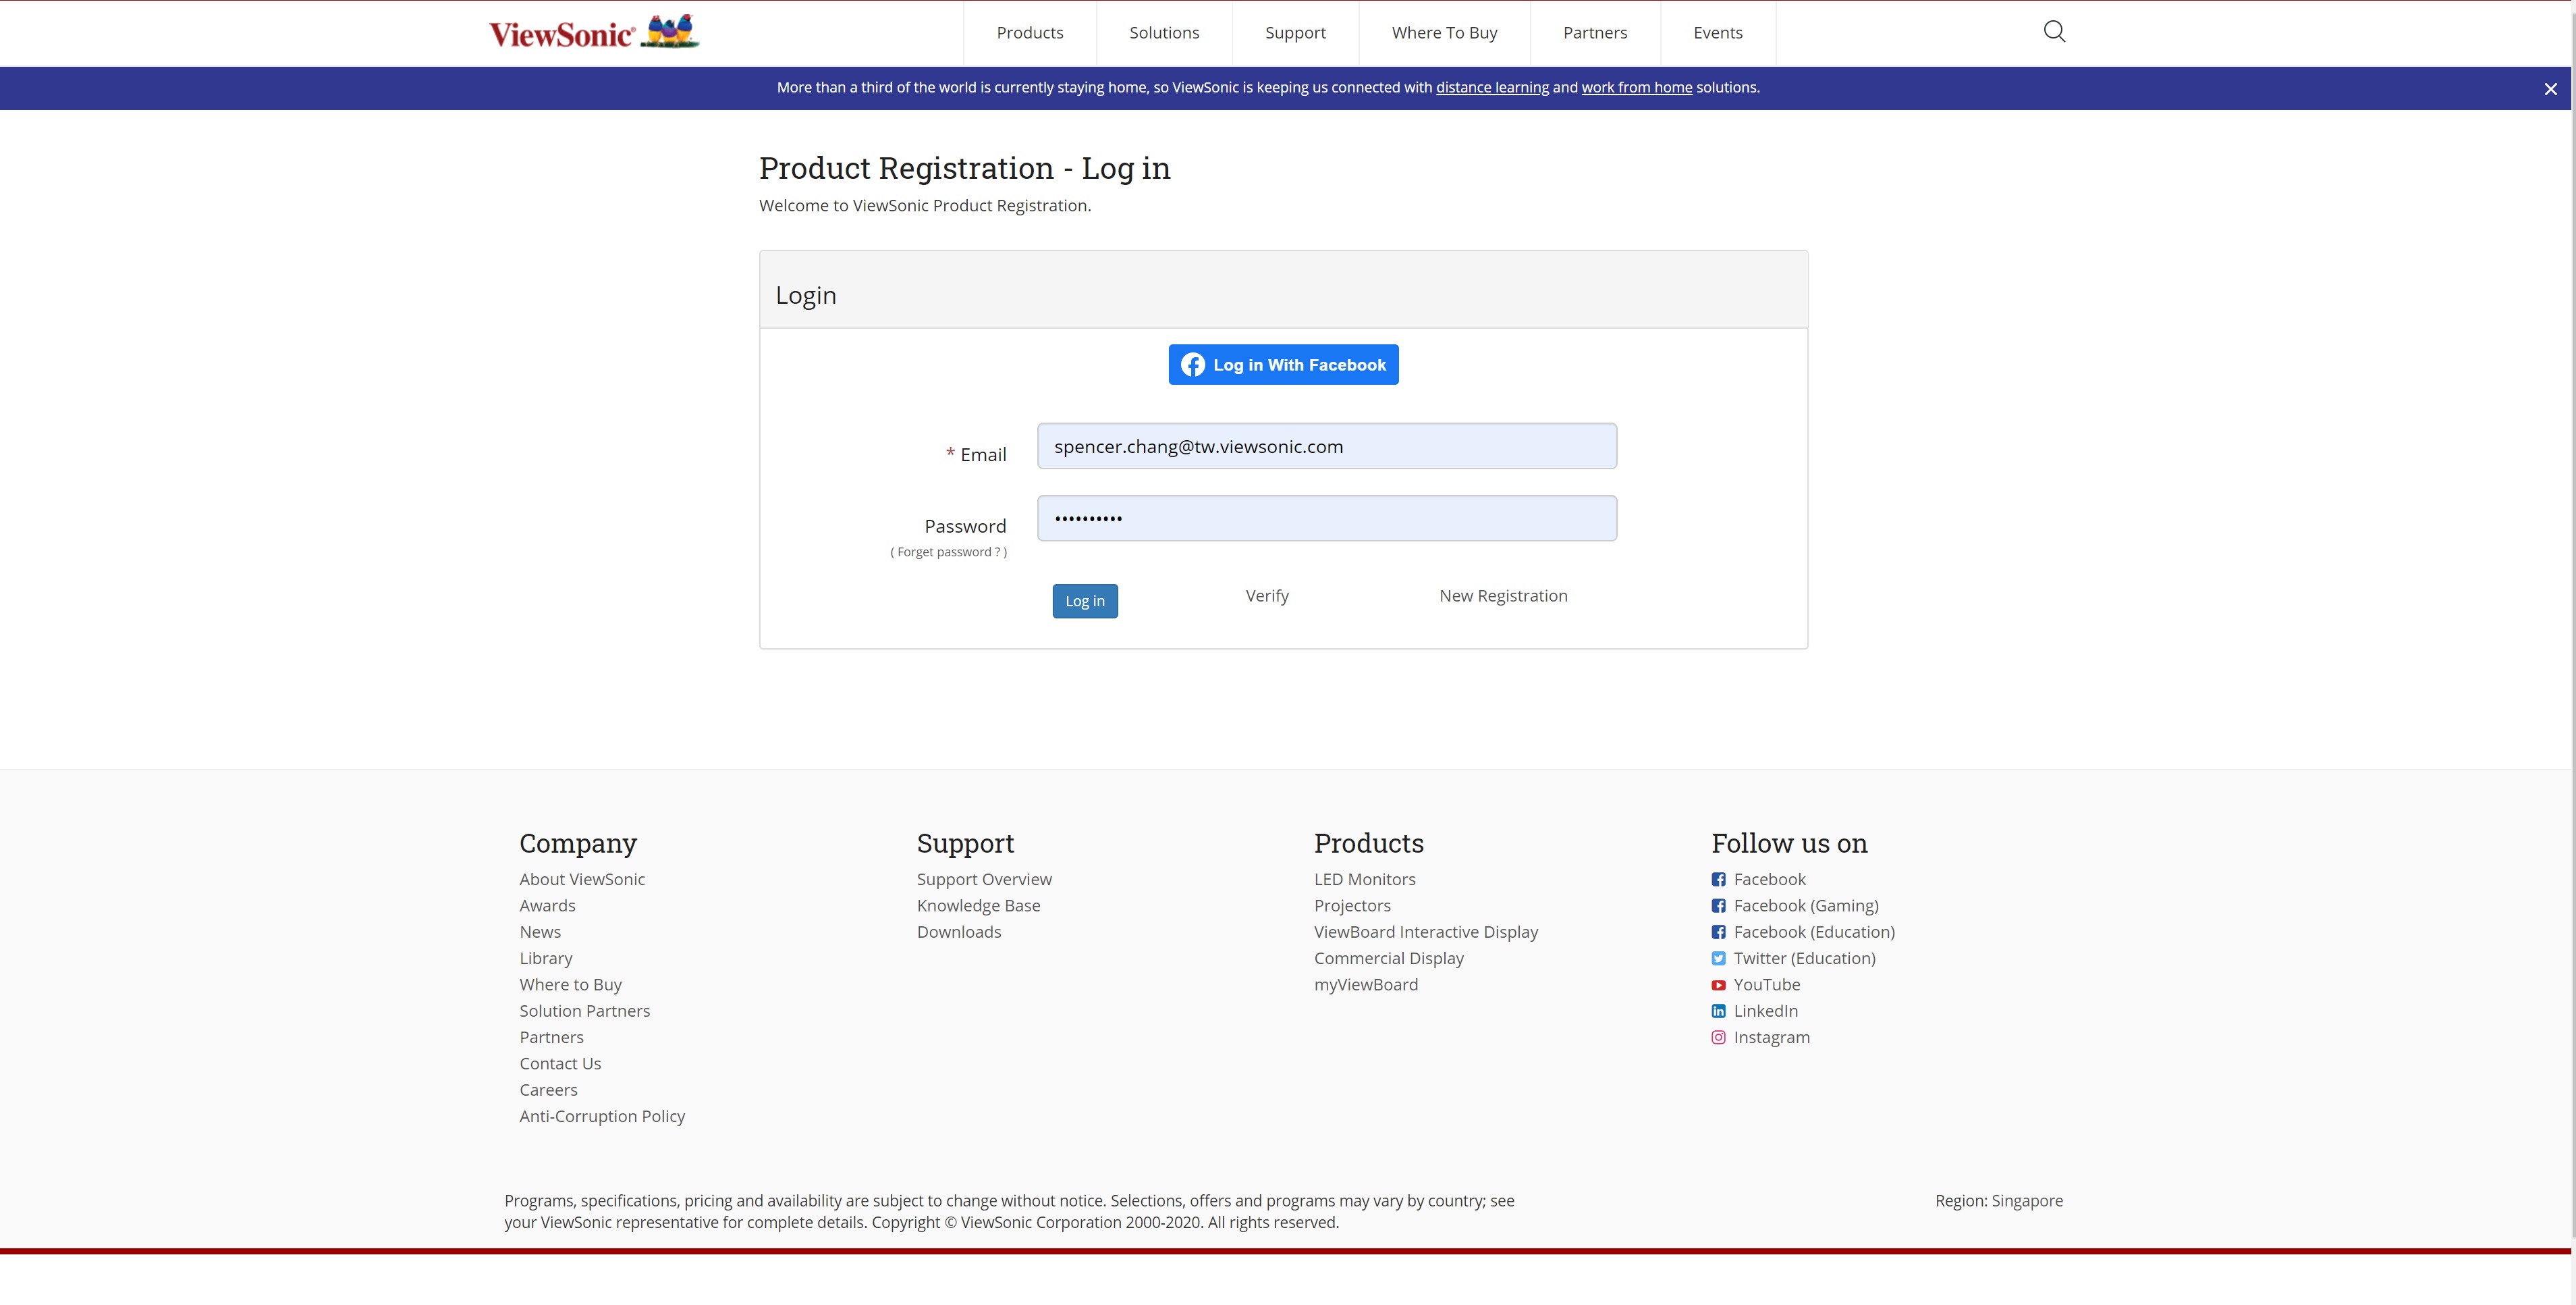 ViewSonic®
Products
Solutions
Support
Where To Buy
Partners
Events
More than a third of the world is currently staying home, so ViewSonic is keeping us connected with distance learning and work from home solutions.
Product Registration - Log in
Welcome to ViewSonic Product Registration.
Login
Log in With Facebook
* Email
spencer.chang@tw.viewsonic.com
Password
••••••••••
( Forget password ? )
Log in
Verify
New Registration
Company
About ViewSonic
Awards
News
Library
Where to Buy
Solution Partners
Partners
Contact Us
Careers
Anti-Corruption Policy
Support
Support Overview
Knowledge Base
Downloads
Products
LED Monitors
Projectors
ViewBoard Interactive Display
Commercial Display
myViewBoard
Follow us on
Facebook
Facebook (Gaming)
Facebook (Education)
Twitter (Education)
YouTube
LinkedIn
Instagram
Programs, specifications, pricing and availability are subject to change without notice. Selections, offers and programs may vary by country; see
your ViewSonic representative for complete details. Copyright © ViewSonic Corporation 2000-2020. All rights reserved.
Region: Singapore